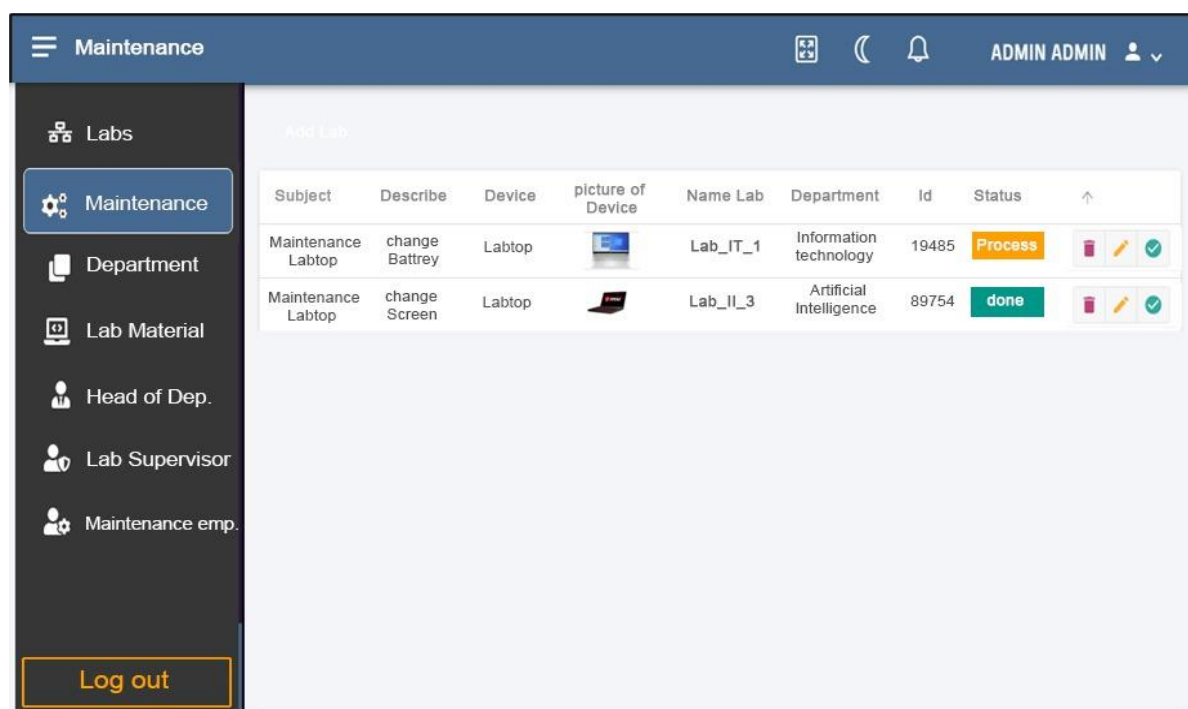 Maintenance
ADMIN ADMIN
Labs
Maintenance
Department
Lab Material
Head of Dep.
Lab Supervisor
Maintenance emp.
Log out
Add Lab
Subject Describe Device picture of Device Name Lab Department Id Status
Maintenance Labtop change Battrey Labtop Lab_IT_1 Information technology 19485 Process
Maintenance Labtop change Screen Labtop Lab_II_3 Artificial Intelligence 89754 done